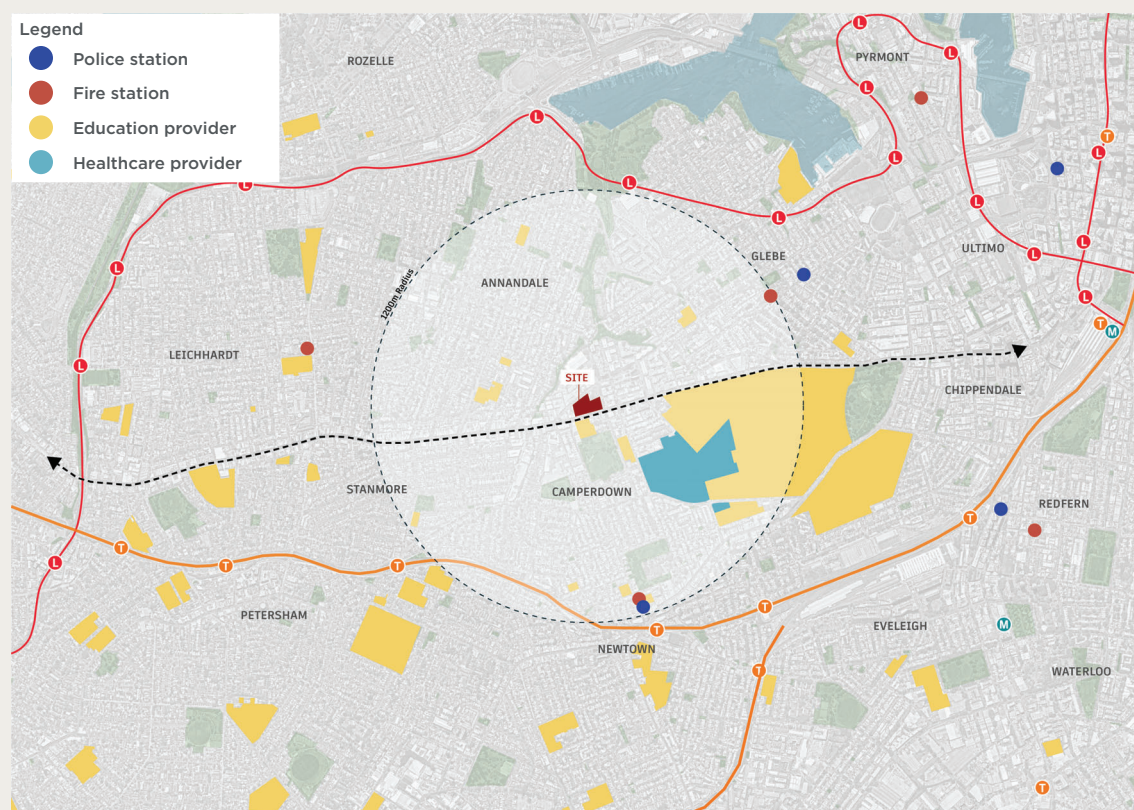 Legend
Police station
Fire station
Education provider
Healthcare provider
ROZELLE
PYRMONT
L
L
L
L
T
L
L
L
L
L
L
GLEBE
ULTIMO
L
L
L
ANNANDALE
1200m Radius
L
T
M
LEICHHARDT
L
SITE
CHIPPENDALE
STANMORE
CAMPERDOWN
REDFERN
T
T
T
T
L
T
PETERSHAM
T
EVELEIGH
M
NEWTOWN
T
WATERLOO
T